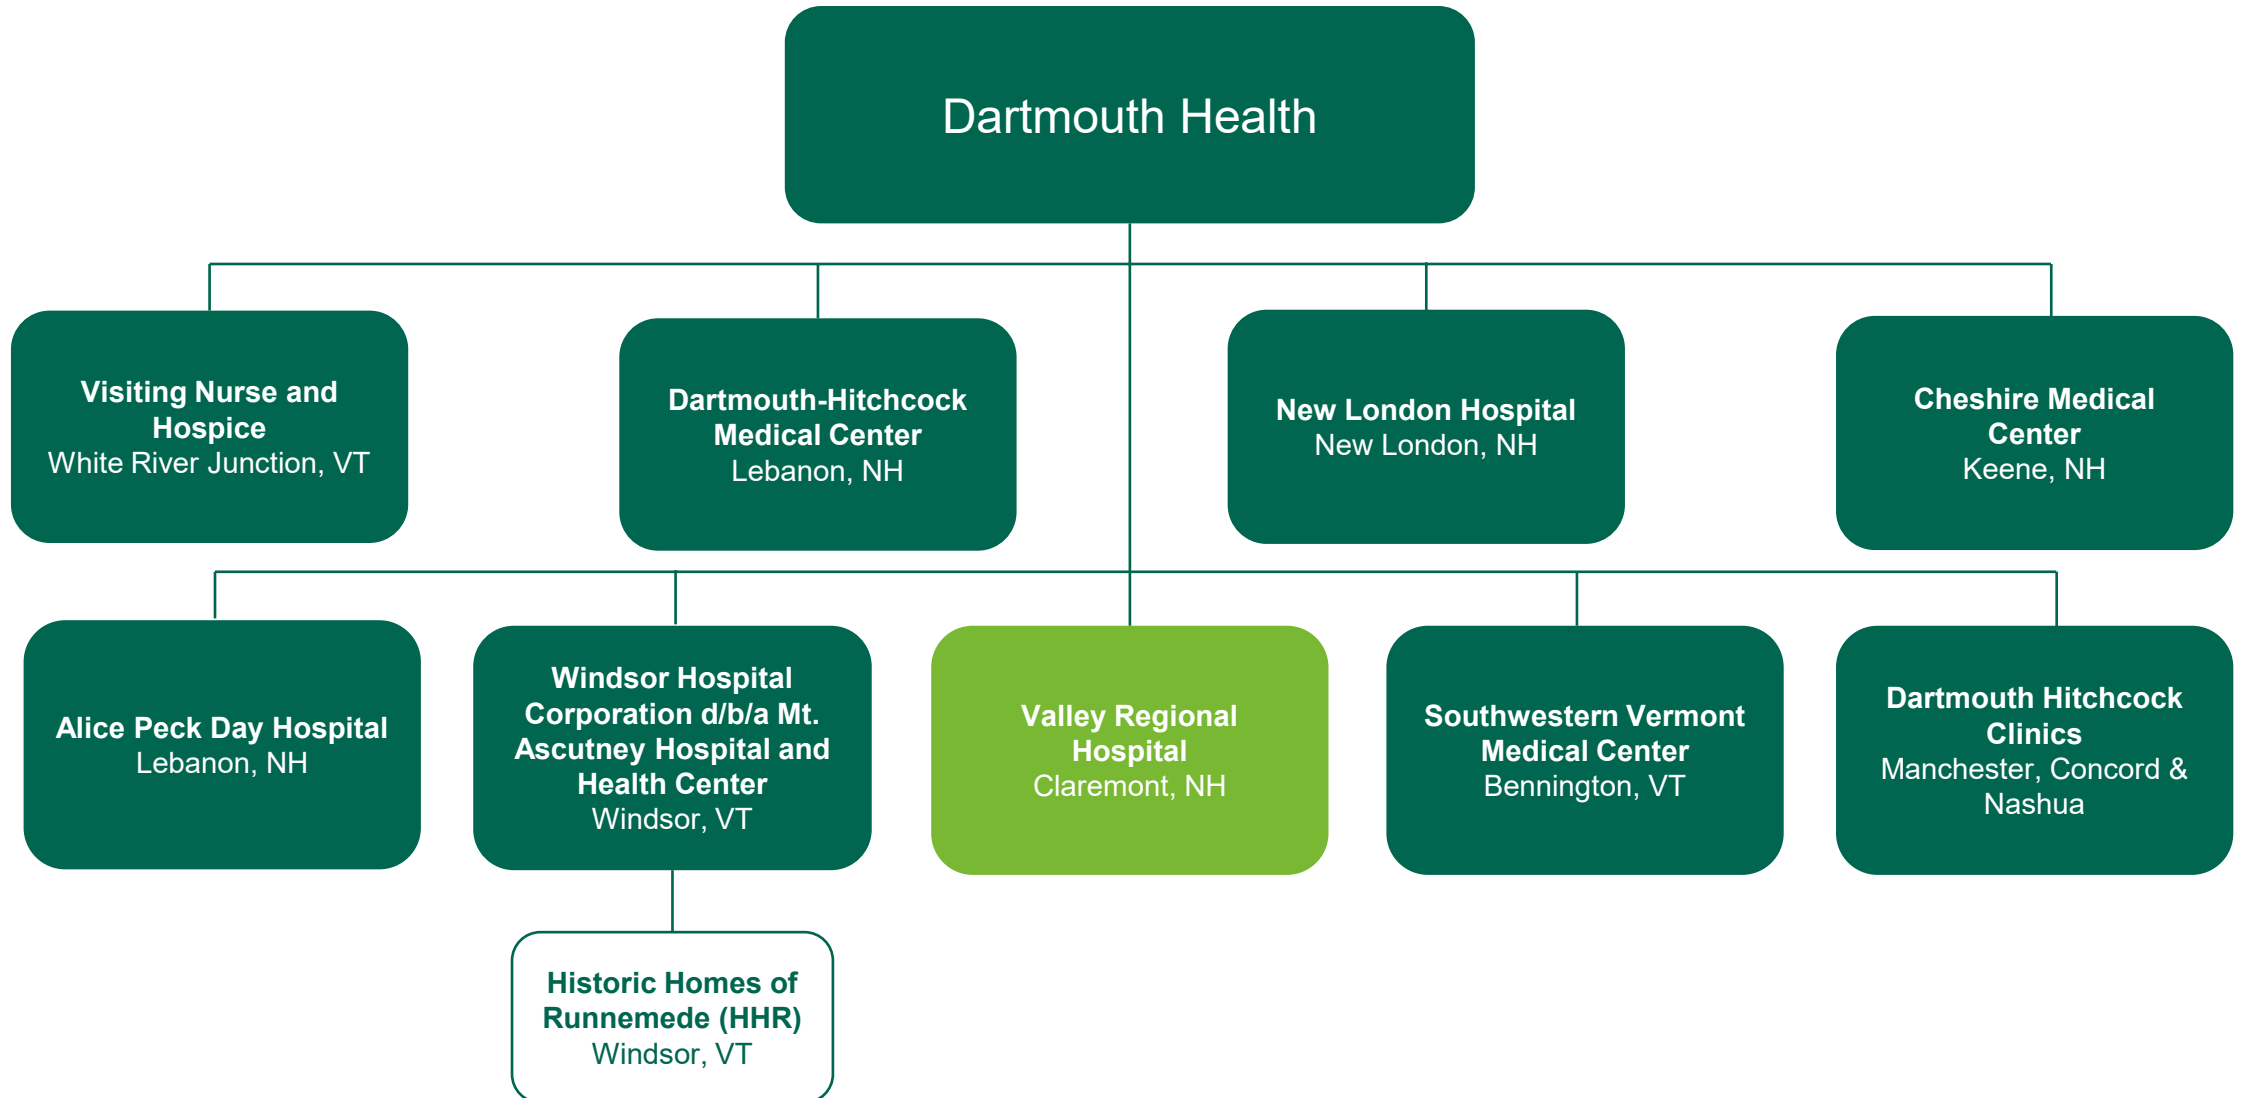 Dartmouth Health
Visiting Nurse and
Hospice
White River Junction, VT
Dartmouth-Hitchcock
Medical Center
Lebanon, NH
New London Hospital
New London, NH
Cheshire Medical
Center
Keene, NH
Alice Peck Day Hospital
Lebanon, NH
Windsor Hospital
Corporation d/b/a Mt.
Ascutney Hospital and
Health Center
Windsor, VT
Valley Regional
Hospital
Claremont, NH
Southwestern Vermont
Medical Center
Bennington, VT
Dartmouth Hitchcock
Clinics
Manchester, Concord &
Nashua
Historic Homes of
Runnemede (HHR)
Windsor, VT